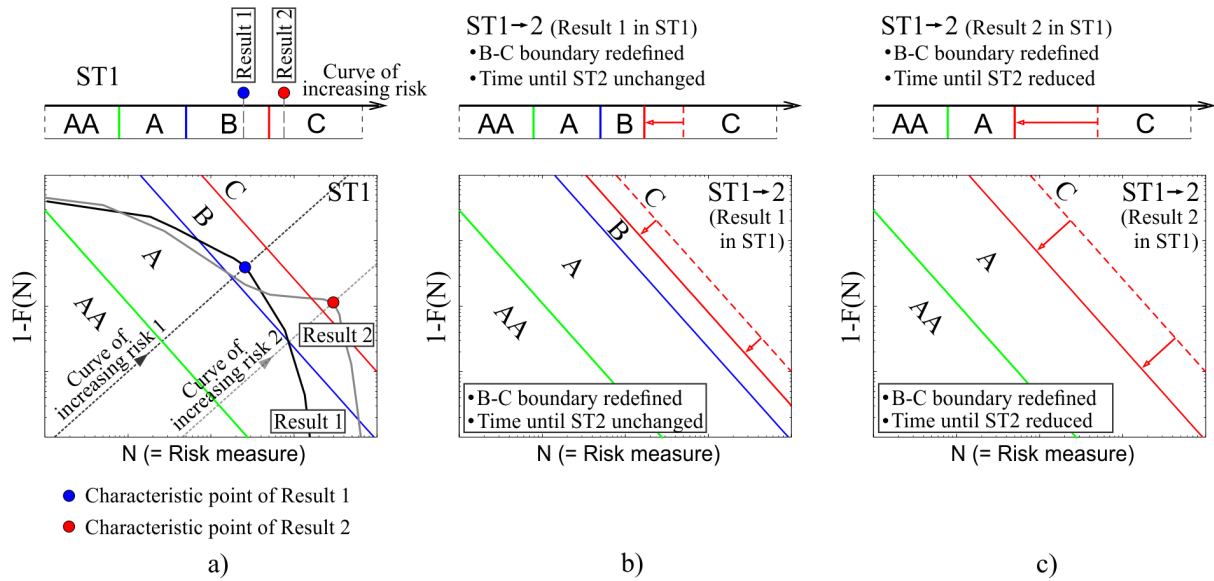 Result 1
Result 2
ST1
Curve of
increasing risk
AA
A
B
C
ST1
C
B
A
AA
Curve of
increasing risk 1
Curve of
increasing risk 2
Result 2
Result 1
1-F(N)
N (= Risk measure)
Characteristic point of Result 1
Characteristic point of Result 2
a)
ST1→2 (Result 1 in ST1)
•B-C boundary redefined
•Time until ST2 unchanged
AA
A
B
C
ST1→2
(Result 1
in ST1)
C
B
A
AA
•B-C boundary redefined
•Time until ST2 unchanged
1-F(N)
N (= Risk measure)
b)
ST1→2 (Result 2 in ST1)
•B-C boundary redefined
•Time until ST2 reduced
AA
A
C
ST1→2
(Result 2
in ST1)
C
A
AA
•B-C boundary redefined
•Time until ST2 reduced
1-F(N)
N (= Risk measure)
c)